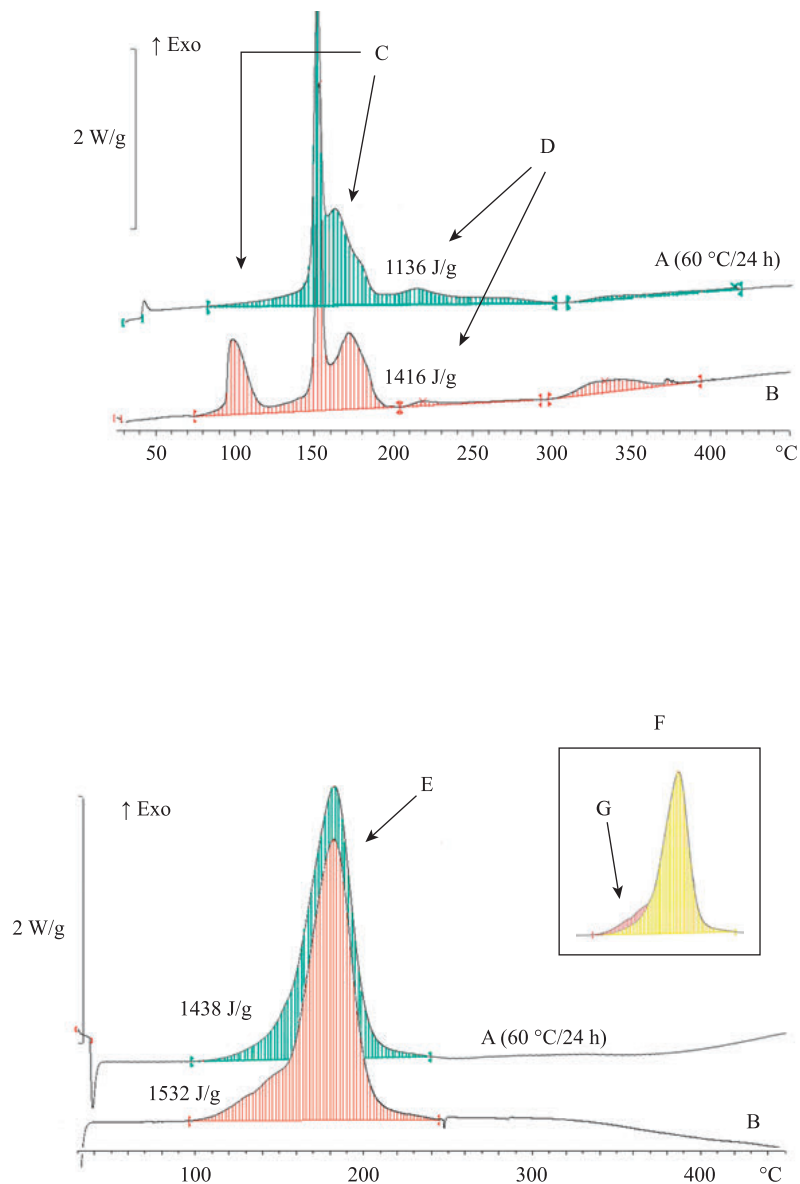 ↑ Exo
C
2 W/g
D
1136 J/g
A (60 °C/24 h)
1416 J/g
B
50 100 150 200 250 300 350 400 °C
F
↑ Exo
E
G
2 W/g
1438 J/g
A (60 °C/24 h)
1532 J/g
B
100 200 300 400 °C